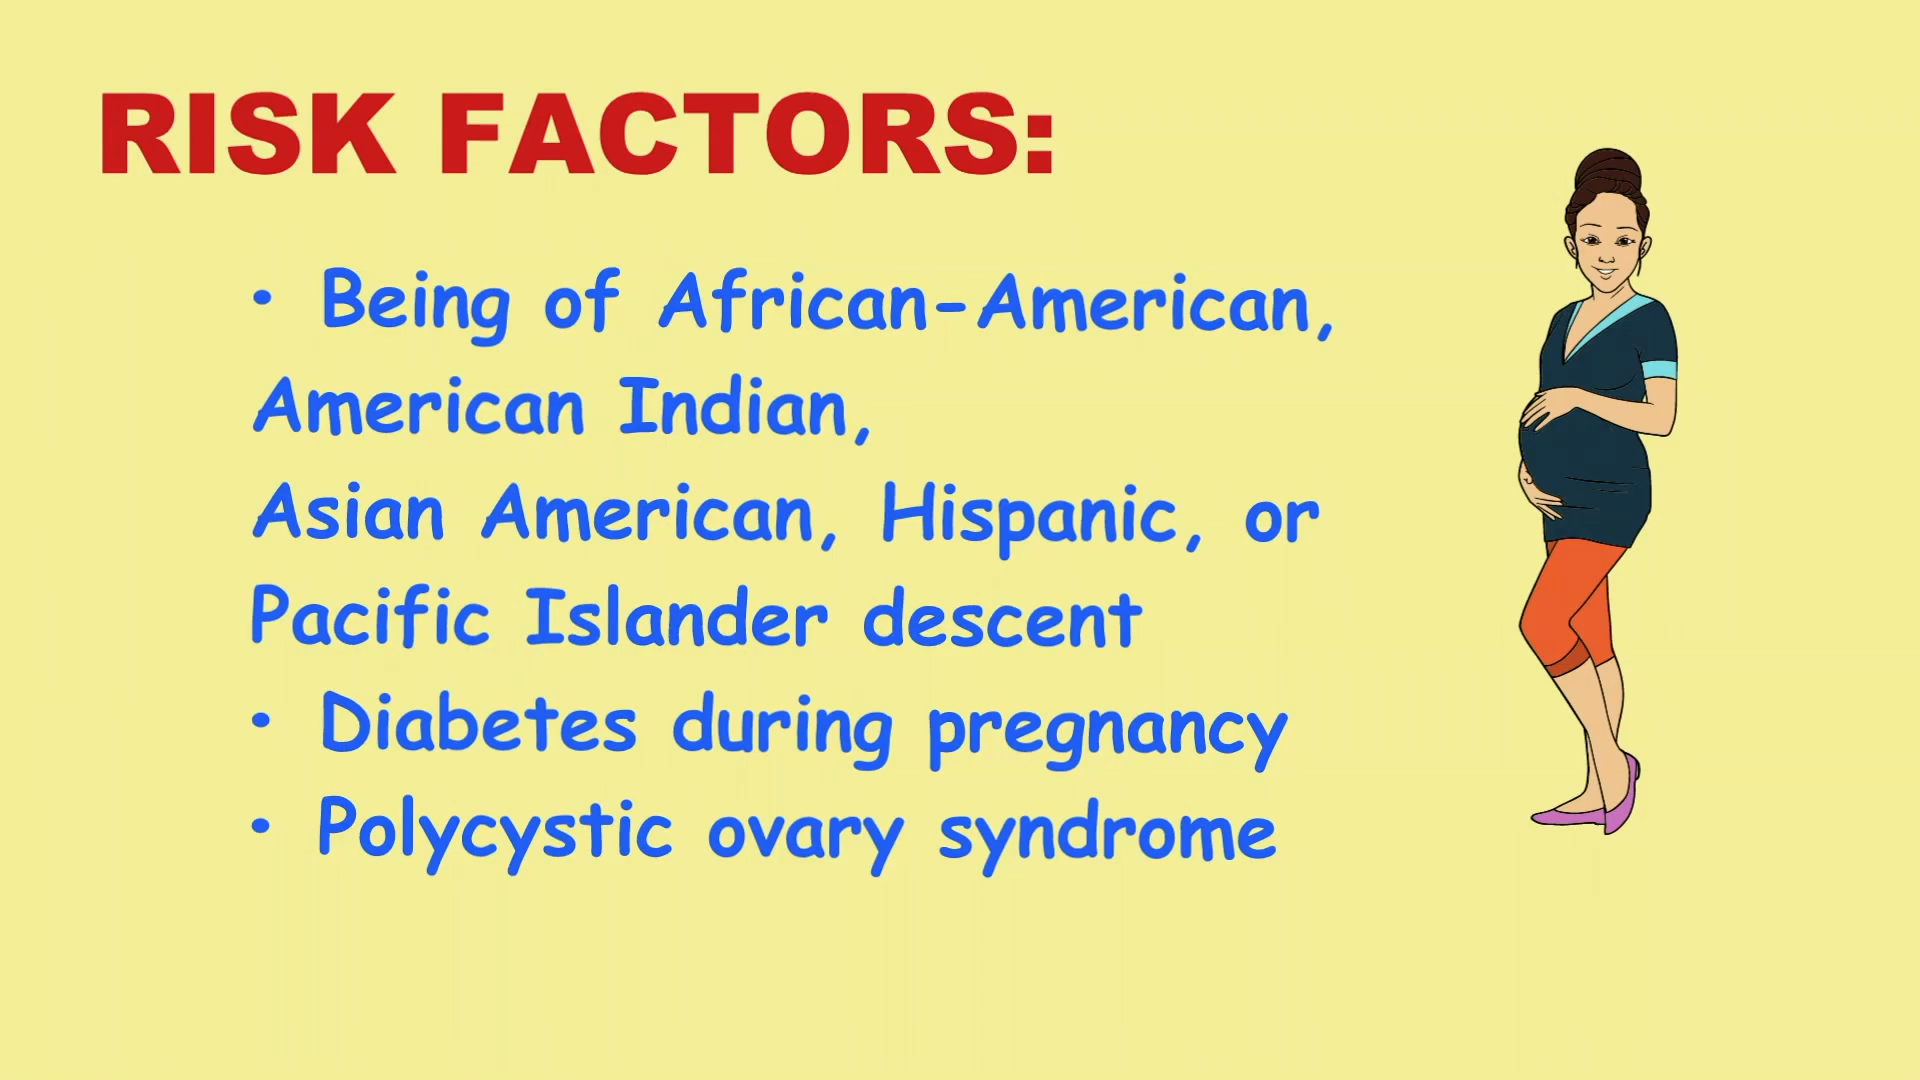 RISK FACTORS:
• Being of African-American,
American Indian,
Asian American, Hispanic, or
Pacific Islander descent
• Diabetes during pregnancy
• Polycystic ovary syndrome